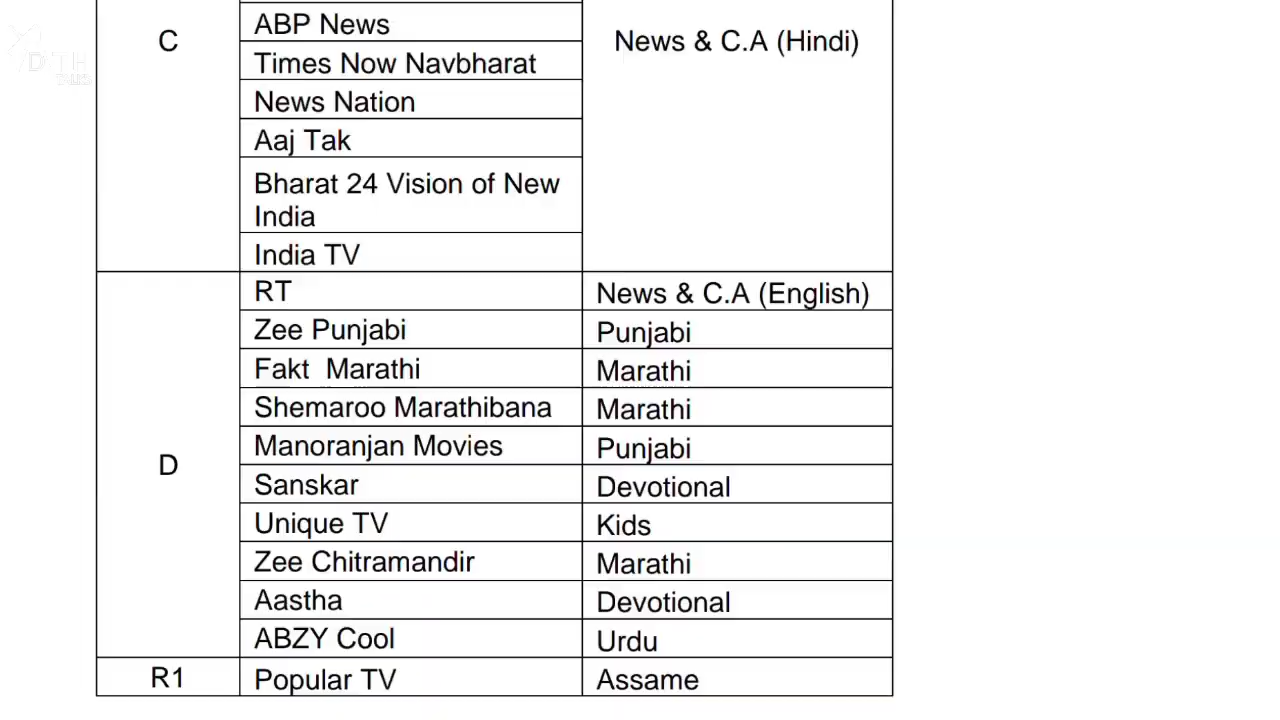 D TH
C
ABP News
News & C.A (Hindi)
Times Now Navbharat
News Nation
Aaj Tak
Bharat 24 Vision of New
India
India TV
D
RT
News & C.A (English)
Zee Punjabi
Punjabi
Fakt  Marathi
Marathi
Shemaroo Marathibana
Marathi
Manoranjan Movies
Punjabi
Sanskar
Devotional
Unique TV
Kids
Zee Chitramandir
Marathi
Aastha
Devotional
ABZY Cool
Urdu
R1
Popular TV
Assame